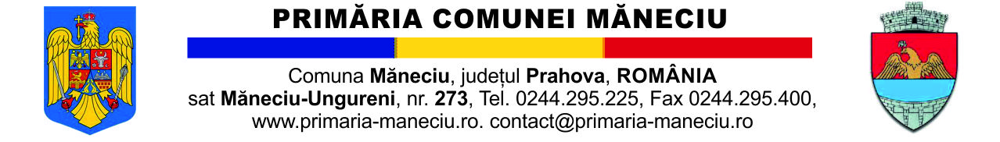 PRIMĂRIA COMUNEI MĂNECIU
Comuna Măneciu, județul Prahova, ROMÂNIA
sat Măneciu-Ungureni, nr. 273, Tel. 0244.295.225, Fax 0244.295.400,
www.primaria-maneciu.ro. contact@primaria-maneciu.ro